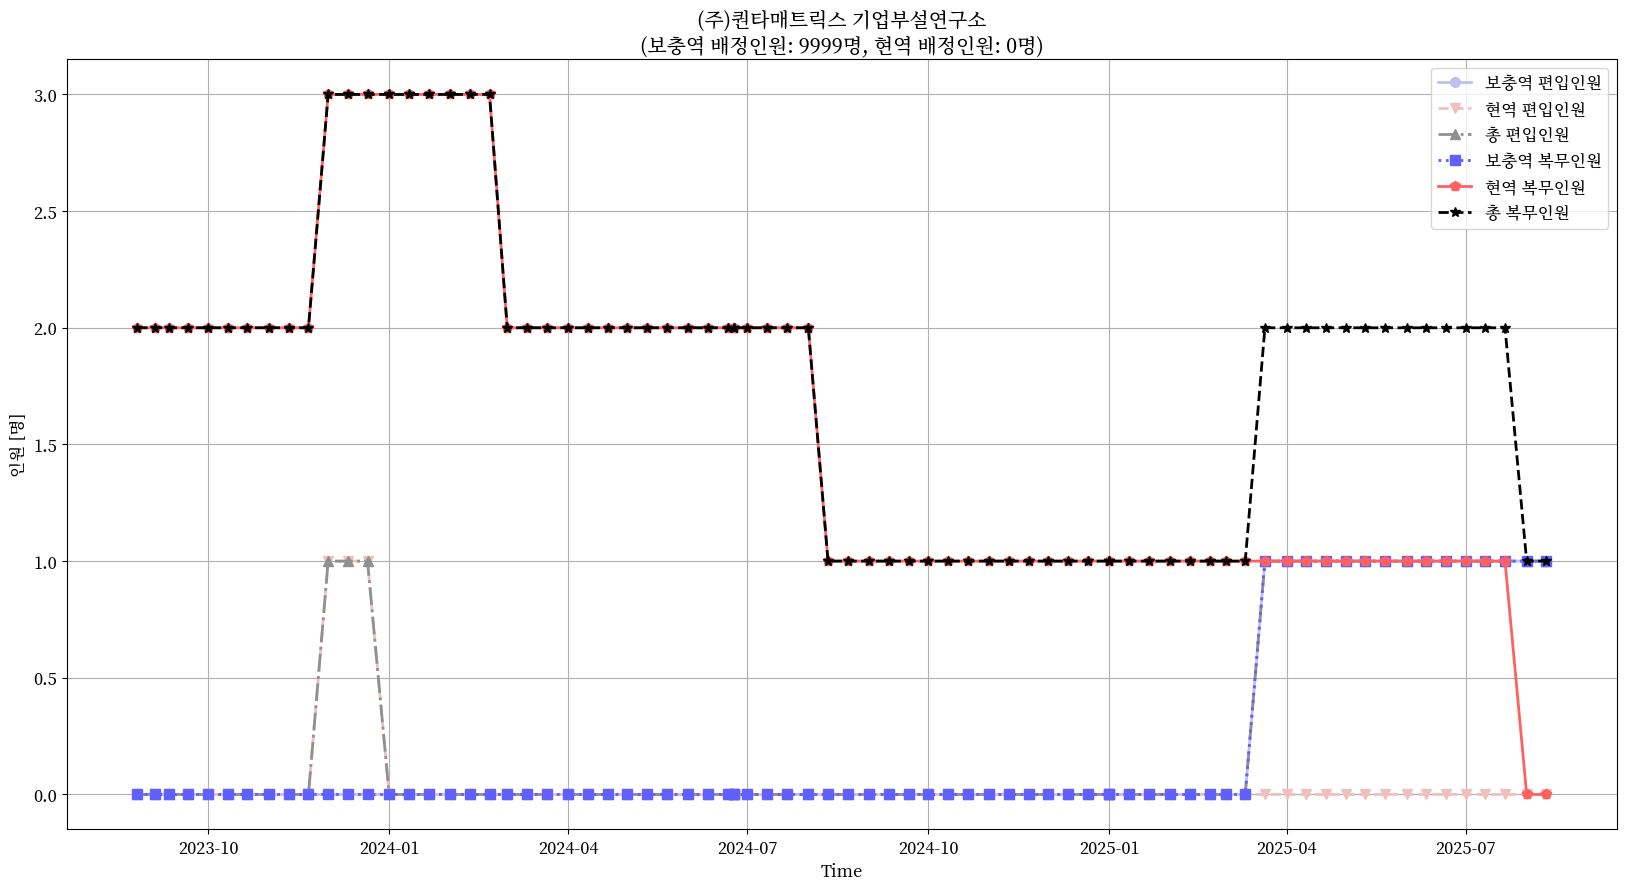 (주)퀀타매트릭스 기업부설연구소
(보충역 배정인원: 9999명, 현역 배정인원: 0명)
보충역 편입인원
현역 편입인원
총 편입인원
보충역 복무인원
현역 복무인원
총 복무인원
인원 [명]
3.0
2.5
2.0
1.5
1.0
0.5
0.0
2023-10
2024-01
2024-04
2024-07
2024-10
2025-01
2025-04
2025-07
Time